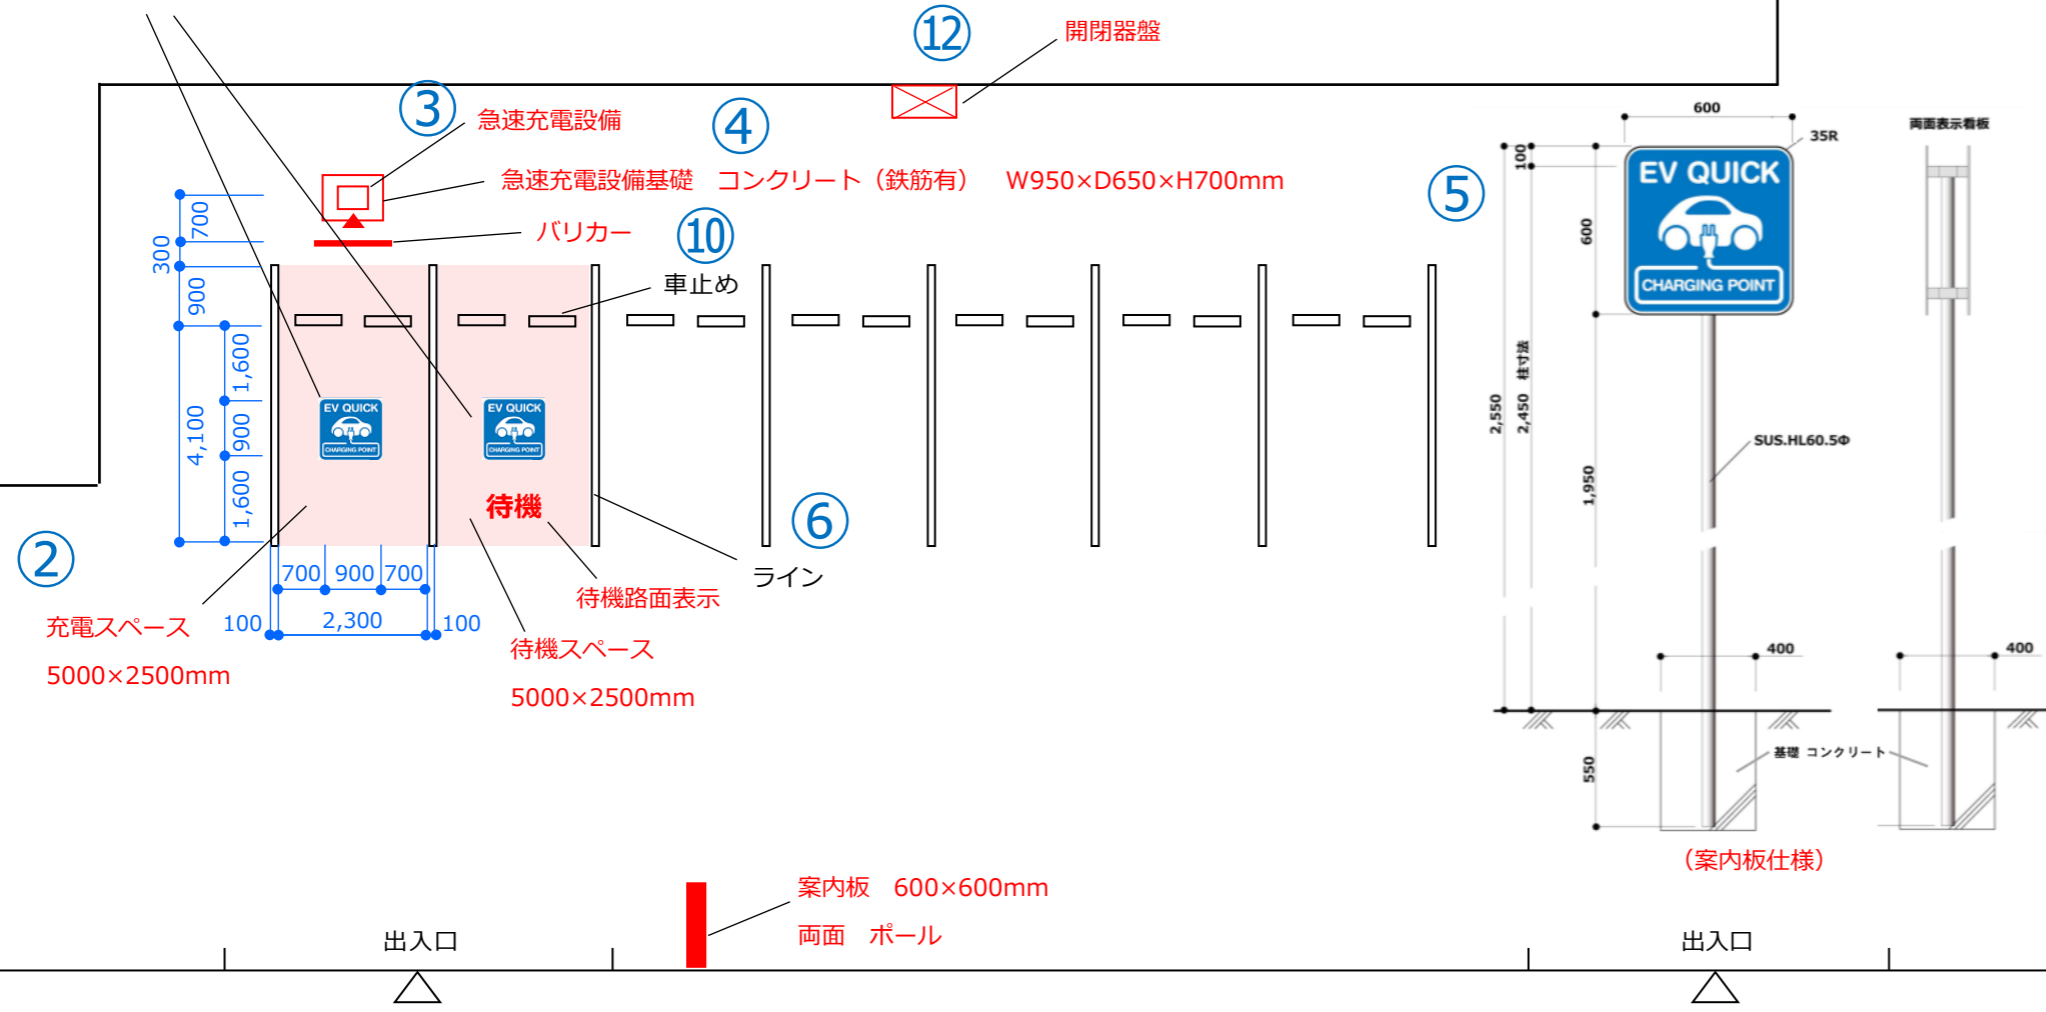 ⑫
開閉器盤
③
急速充電設備
④
急速充電設備基礎　コンクリート（鉄筋有）　W950×D650×H700mm
バリカー
⑩
車止め
700
300
900
1,600
4,100
900
1,600
EV QUICK
CHARGING POINT
EV QUICK
CHARGING POINT
待機
②
充電スペース
5000×2500mm
700
900
700
100
2,300
100
待機路面表示
待機スペース
5000×2500mm
⑥
ライン
⑤
600
35R
両面表示看板
100
EV QUICK
CHARGING POINT
600
2,550
2,450 柱寸法
SUS.HL60.5Φ
1,950
400
400
基礎 コンクリート
550
（案内板仕様）
案内板　600×600mm
両面　ポール
出入口
出入口